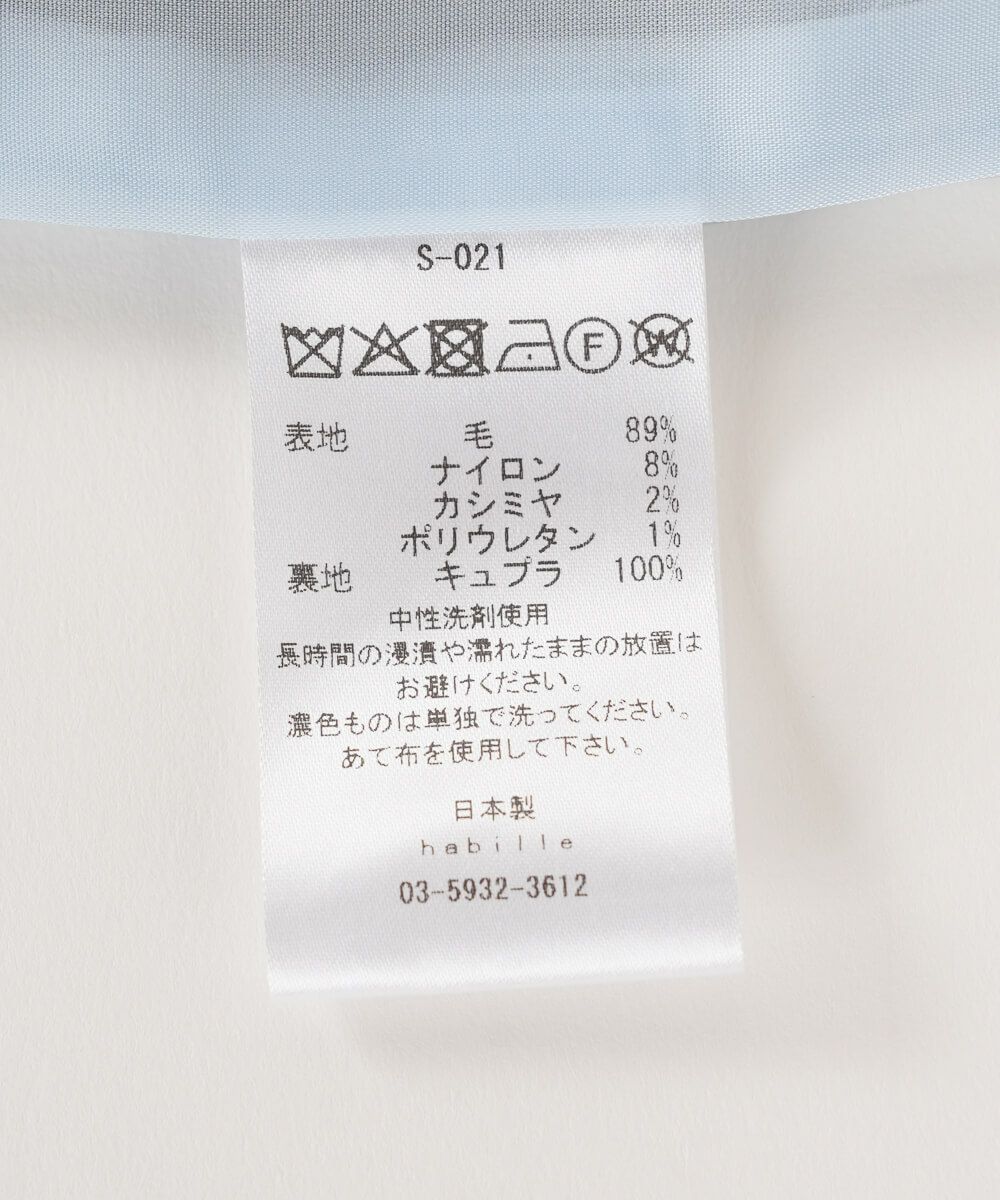 S-021
F W
表地 毛 89%
ナイロン 8%
カシミヤ 2%
ポリウレタン 1%
裏地 キュプラ 100%
中性洗剤使用
長時間の浸漬や濡れたままの放置は
お避けください。
濃色ものは単独で洗ってください。
あて布を使用して下さい。
日本製
habille
03-5932-3612